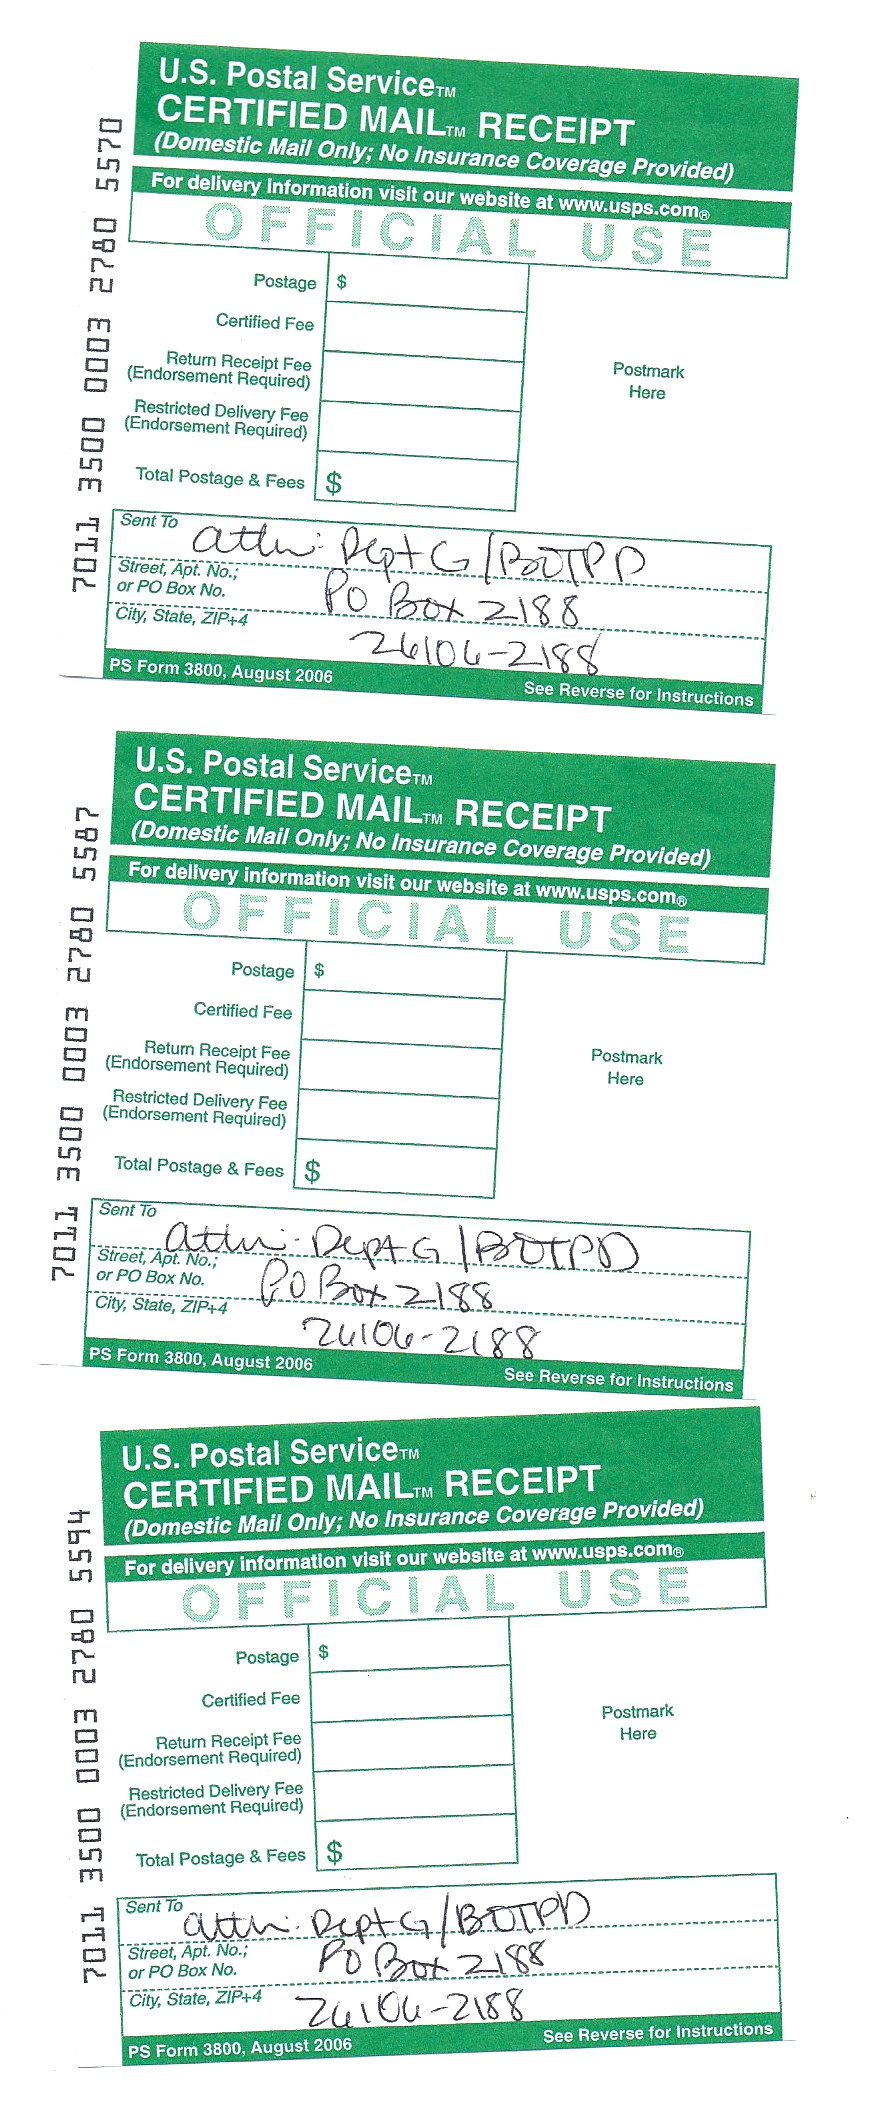 U.S. Postal Service™
CERTIFIED MAIL™ RECEIPT
(Domestic Mail Only; No Insurance Coverage Provided)
For delivery information visit our website at www.usps.com®
OFFICIAL USE
7011 3500 0003 2780 5570
Postage $
Certified Fee
Return Receipt Fee
(Endorsement Required)
Restricted Delivery Fee
(Endorsement Required)
Total Postage & Fees $
Postmark
Here
Sent To attn: Dept G/BOTPD
Street, Apt. No.;
or PO Box No. PO Box 2188
City, State, ZIP+4 26106-2188
PS Form 3800, August 2006 See Reverse for Instructions
U.S. Postal Service™
CERTIFIED MAIL™ RECEIPT
(Domestic Mail Only; No Insurance Coverage Provided)
For delivery information visit our website at www.usps.com®
OFFICIAL USE
7011 3500 0003 2780 5587
Postage $
Certified Fee
Return Receipt Fee
(Endorsement Required)
Restricted Delivery Fee
(Endorsement Required)
Total Postage & Fees $
Postmark
Here
Sent To attn: Dept G/BOTPD
Street, Apt. No.;
or PO Box No. PO Box 2188
City, State, ZIP+4 26106-2188
PS Form 3800, August 2006 See Reverse for Instructions
U.S. Postal Service™
CERTIFIED MAIL™ RECEIPT
(Domestic Mail Only; No Insurance Coverage Provided)
For delivery information visit our website at www.usps.com®
OFFICIAL USE
7011 3500 0003 2780 5594
Postage $
Certified Fee
Return Receipt Fee
(Endorsement Required)
Restricted Delivery Fee
(Endorsement Required)
Total Postage & Fees $
Postmark
Here
Sent To attn: Dept G/BOTPD
Street, Apt. No.;
or PO Box No. PO Box 2188
City, State, ZIP+4 26106-2188
PS Form 3800, August 2006 See Reverse for Instructions